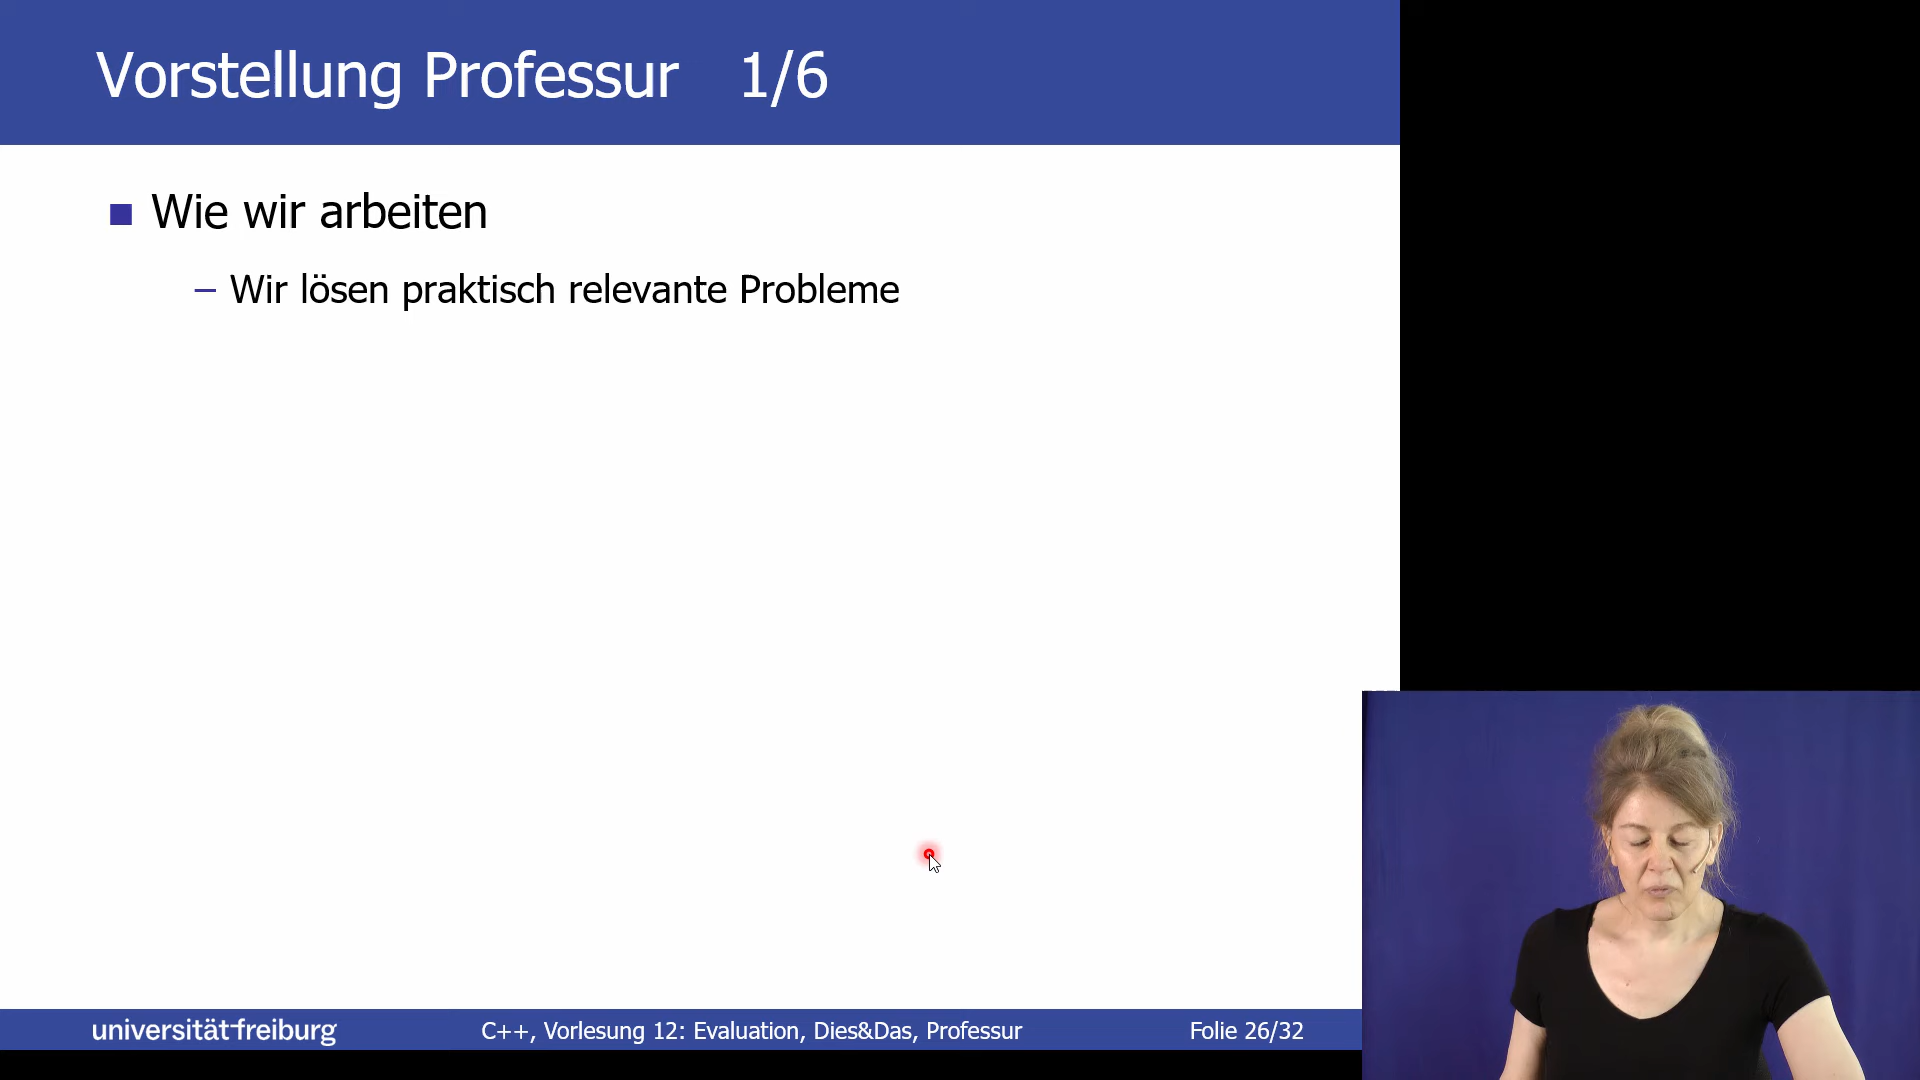 Vorstellung Professur 1/6
Wie wir arbeiten
– Wir lösen praktisch relevante Probleme
universität freiburg
C++, Vorlesung 12: Evaluation, Dies&Das, Professur
Folie 26/32